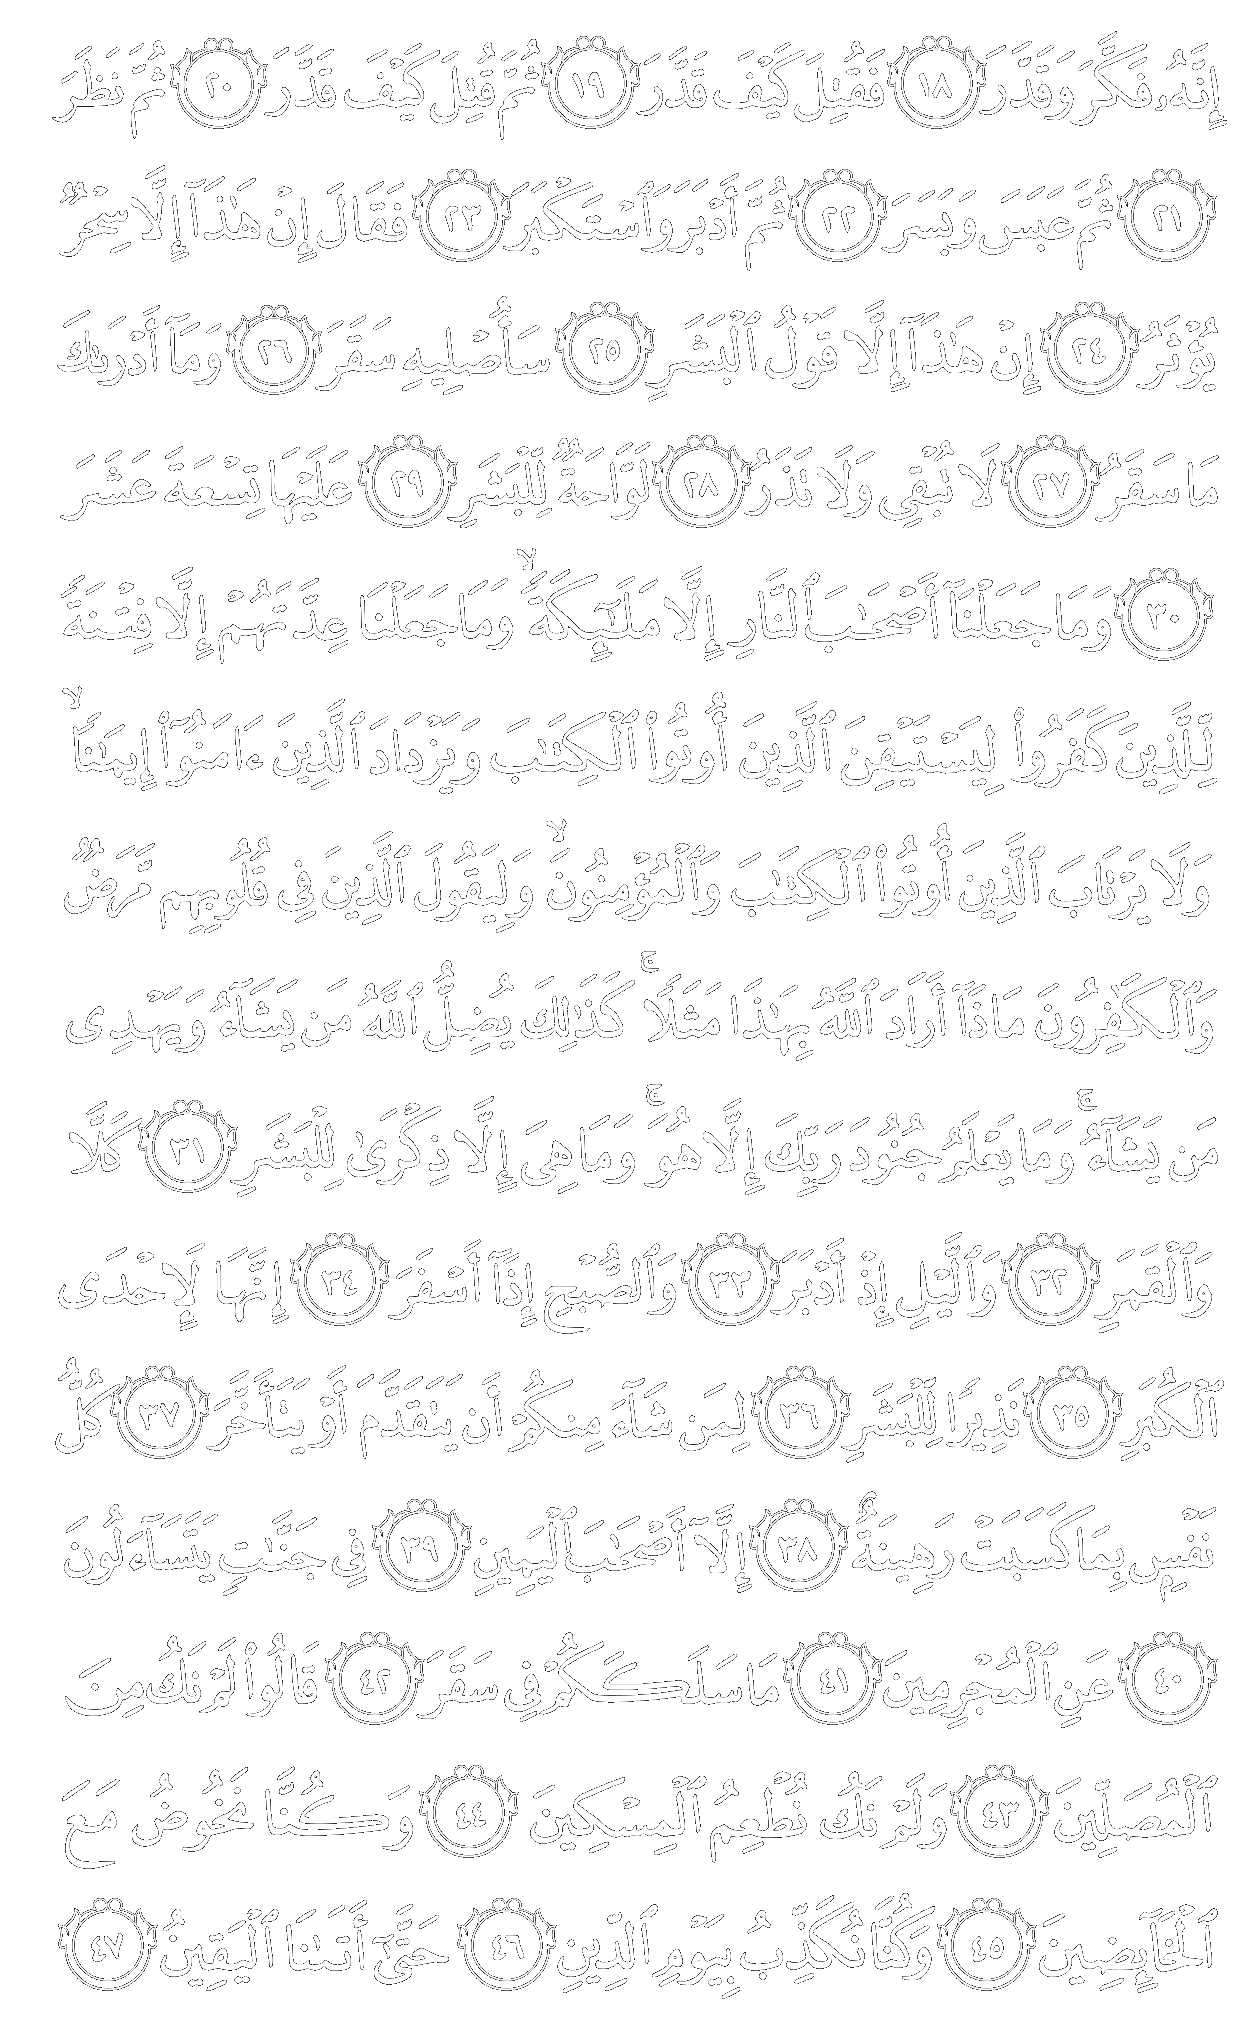 إِنَّهُۥ فَكَّرَ وَقَدَّرَ ١٨ فَقُتِلَ كَيْفَ قَدَّرَ ١٩ ثُمَّ قُتِلَ كَيْفَ قَدَّرَ ٢٠ ثُمَّ نَظَرَ
٢١ ثُمَّ عَبَسَ وَبَسَرَ ٢٢ ثُمَّ أَدْبَرَ وَٱسْتَكْبَرَ ٢٣ فَقَالَ إِنْ هَٰذَآ إِلَّا سِحْرٌ
يُؤْثَرُ ٢٤ إِنْ هَٰذَآ إِلَّا قَوْلُ ٱلْبَشَرِ ٢٥ سَأُصْلِيهِ سَقَرَ ٢٦ وَمَآ أَدْرَىٰكَ
مَا سَقَرُ ٢٧ لَا تُبْقِى وَلَا تَذَرُ ٢٨ لَوَّاحَةٌ لِّلْبَشَرِ ٢٩ عَلَيْهَا تِسْعَةَ عَشَرَ
٣٠ وَمَا جَعَلْنَآ أَصْحَٰبَ ٱلنَّارِ إِلَّا مَلَٰٓئِكَةً ۙ وَمَا جَعَلْنَا عِدَّتَهُمْ إِلَّا فِتْنَةً
لِّلَّذِينَ كَفَرُوا۟ لِيَسْتَيْقِنَ ٱلَّذِينَ أُوتُوا۟ ٱلْكِتَٰبَ وَيَزْدَادَ ٱلَّذِينَ ءَامَنُوٓا۟ إِيمَٰنًا ۙ
وَلَا يَرْتَابَ ٱلَّذِينَ أُوتُوا۟ ٱلْكِتَٰبَ وَٱلْمُؤْمِنُونَ ۙ وَلِيَقُولَ ٱلَّذِينَ فِى قُلُوبِهِم مَّرَضٌ
وَٱلْكَٰفِرُونَ مَاذَآ أَرَادَ ٱللَّهُ بِهَٰذَا مَثَلًا ۚ كَذَٰلِكَ يُضِلُّ ٱللَّهُ مَن يَشَآءُ وَيَهْدِى
مَن يَشَآءُ ۚ وَمَا يَعْلَمُ جُنُودَ رَبِّكَ إِلَّا هُوَ ۚ وَمَا هِىَ إِلَّا ذِكْرَىٰ لِلْبَشَرِ ٣١ كَلَّا
وَٱلْقَمَرِ ٣٢ وَٱلَّيْلِ إِذْ أَدْبَرَ ٣٣ وَٱلصُّبْحِ إِذَآ أَسْفَرَ ٣٤ إِنَّهَا لَإِحْدَى
ٱلْكُبَرِ ٣٥ نَذِيرًا لِّلْبَشَرِ ٣٦ لِمَن شَآءَ مِنكُمْ أَن يَتَقَدَّمَ أَوْ يَتَأَخَّرَ ٣٧ كُلُّ
نَفْسٍۭ بِمَا كَسَبَتْ رَهِينَةٌ ٣٨ إِلَّآ أَصْحَٰبَ ٱلْيَمِينِ ٣٩ فِى جَنَّٰتٍ يَتَسَآءَلُونَ
٤٠ عَنِ ٱلْمُجْرِمِينَ ٤١ مَا سَلَكَكُمْ فِى سَقَرَ ٤٢ قَالُوا۟ لَمْ نَكُ مِنَ
ٱلْمُصَلِّينَ ٤٣ وَلَمْ نَكُ نُطْعِمُ ٱلْمِسْكِينَ ٤٤ وَكُنَّا نَخُوضُ مَعَ
ٱلْخَآئِضِينَ ٤٥ وَكُنَّا نُكَذِّبُ بِيَوْمِ ٱلدِّينِ ٤٦ حَتَّىٰٓ أَتَىٰنَا ٱلْيَقِينُ ٤٧